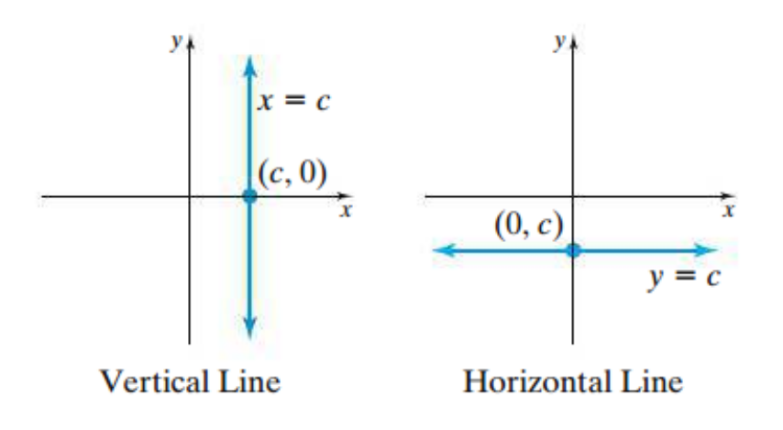 y
x = c
(c, 0)
x
Vertical Line
y
(0, c)
x
y = c
Horizontal Line